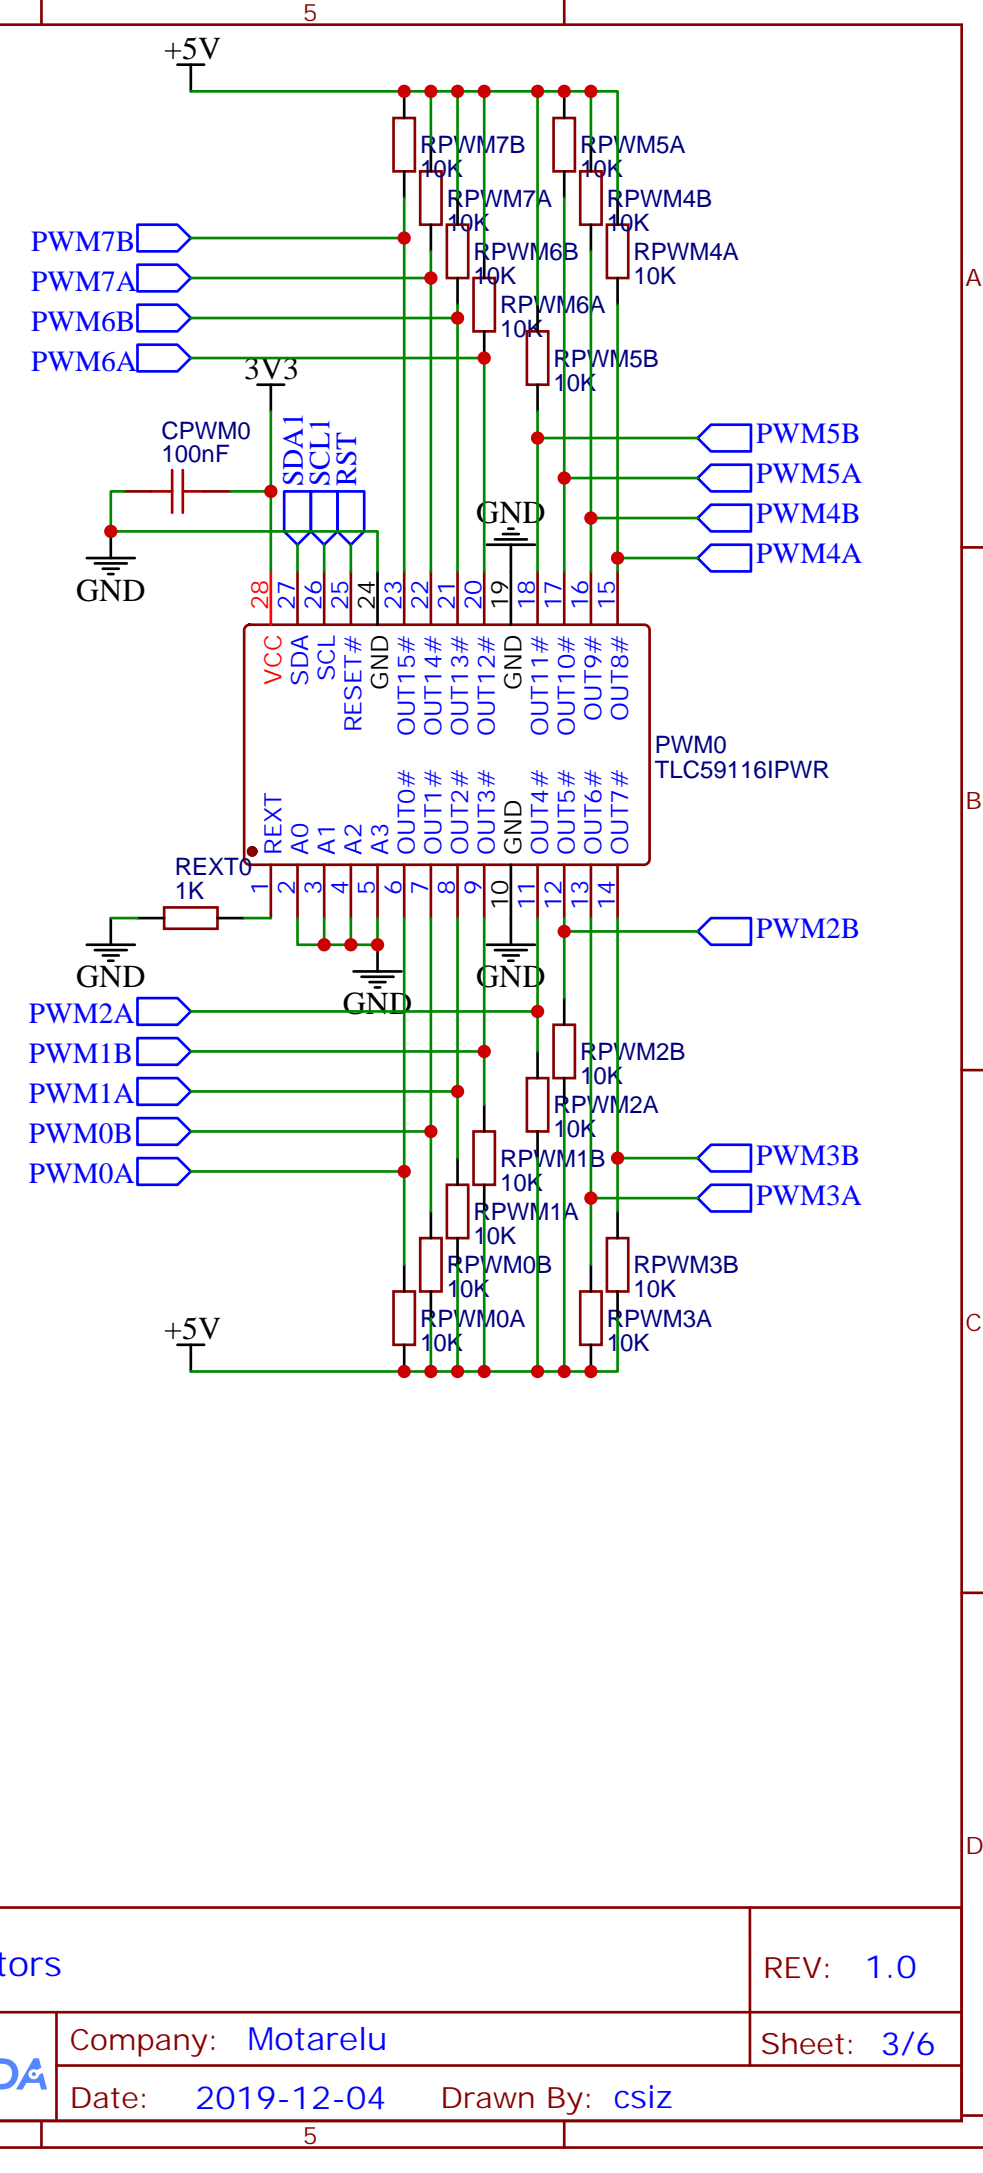 5
+5V
RPWM7B
10K
RPWM5A
10K
RPWM7A
10K
RPWM4B
10K
PWM7B
RPWM6B
10K
RPWM4A
10K
A
PWM7A
PWM6B
RPWM6A
10K
PWM6A
3V3
RPWM5B
10K
CPWM0
100nF
SDA1
SCL1
RST
PWM5B
PWM5A
GND
PWM4B
PWM4A
GND
28 27 26 25 24 23 22 21 20 19 18 17 16 15
VCC SDA SCL RESET# GND OUT15# OUT14# OUT13# OUT12# GND OUT11# OUT10# OUT9# OUT8#
PWM0
TLC59116IPWR
B
REXT A0 A1 A2 A3 OUT0# OUT1# OUT2# OUT3# GND OUT4# OUT5# OUT6# OUT7#
REXT0
1K
1 2 3 4 5 6 7 8 9 10 11 12 13 14
PWM2B
GND
GND
GND
PWM2A
PWM1B
RPWM2B
10K
PWM1A
RPWM2A
10K
PWM0B
PWM0A
RPWM1B
10K
PWM3B
PWM3A
RPWM1A
10K
RPWM0B
10K
RPWM3B
10K
RPWM0A
10K
RPWM3A
10K
+5V
C
D
tors
REV: 1.0
DA
Company: Motarelu
Sheet: 3/6
Date: 2019-12-04 Drawn By: csiz
5